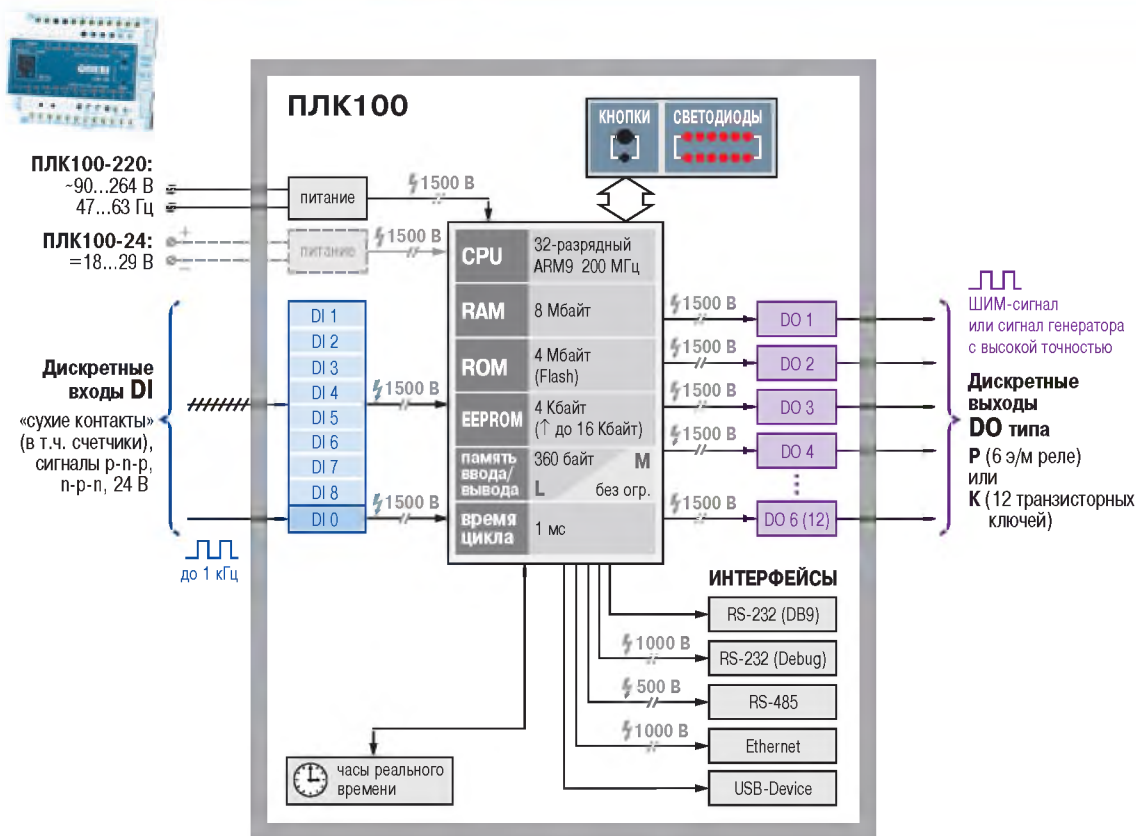 ПЛК100
КНОПКИ
СВЕТОДИОДЫ
ПЛК100-220:
~90...264 В
47...63 Гц
питание
1500 В
ПЛК100-24:
=18...29 В
+
–
питание
1500 В
CPU
32-разрядный
ARM9 200 МГц
RAM
8 Мбайт
ROM
4 Мбайт
(Flash)
EEPROM
4 Кбайт
(↑ до 16 Кбайт)
память
ввода/
вывода
360 байт
M
L
без огр.
время
цикла
1 мс
Дискретные
входы DI
«сухие контакты»
(в т.ч. счетчики),
сигналы p-n-p,
n-p-n, 24 В
DI 1
DI 2
DI 3
DI 4
DI 5
DI 6
DI 7
DI 8
DI 0
1500 В
1500 В
до 1 кГц
1500 В
DO 1
1500 В
DO 2
1500 В
DO 3
1500 В
DO 4
1500 В
DO 6 (12)
ШИМ-сигнал
или сигнал генератора
с высокой точностью
Дискретные
выходы
DO типа
Р (6 э/м реле)
или
К (12 транзисторных
ключей)
ИНТЕРФЕЙСЫ
RS-232 (DB9)
1000 В
RS-232 (Debug)
500 В
RS-485
1000 В
Ethernet
USB-Device
часы реального
времени